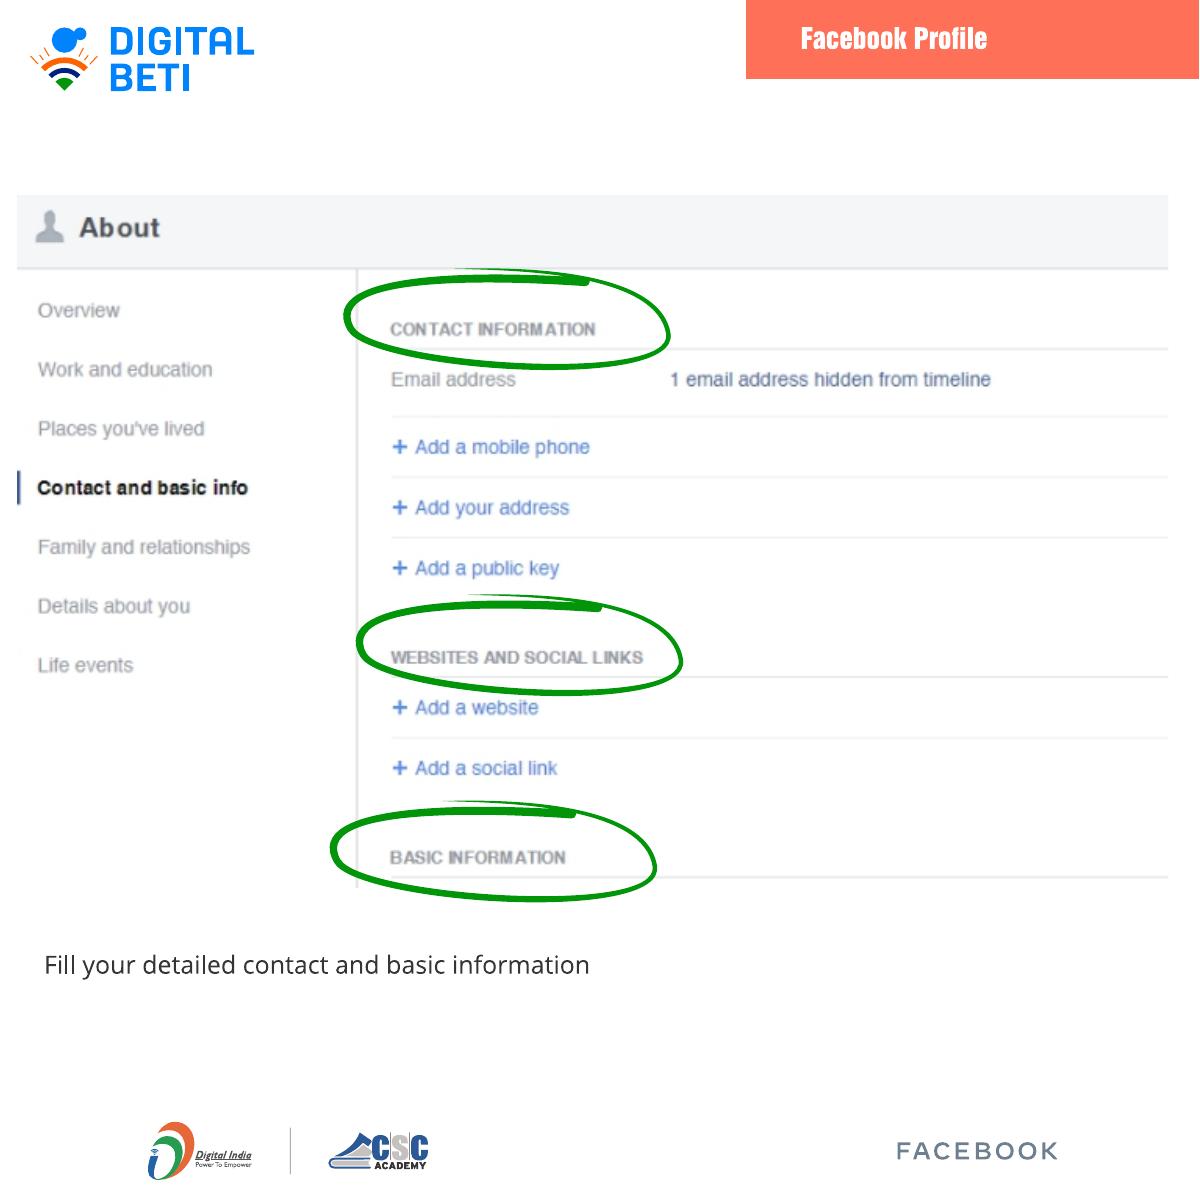 DIGITAL
BETI
Facebook Profile
About
Overview
Work and education
Places you've lived
Contact and basic info
Family and relationships
Details about you
Life events
CONTACT INFORMATION
Email address 1 email address hidden from timeline
+ Add a mobile phone
+ Add your address
+ Add a public key
WEBSITES AND SOCIAL LINKS
+ Add a website
+ Add a social link
BASIC INFORMATION
Fill your detailed contact and basic information
Digital India
Power To Empower
CSC
ACADEMY
FACEBOOK